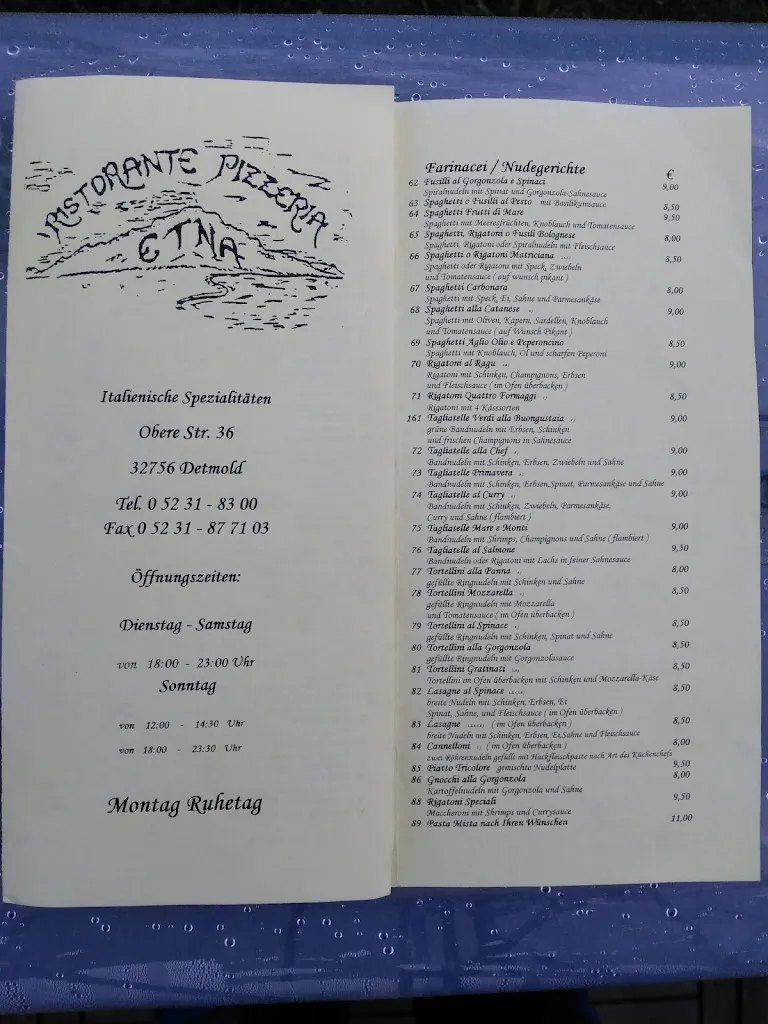 RISTORANTE PIZZERIA
ETNA
Italienische Spezialitäten
Obere Str. 36
32756 Detmold
Tel. 0 52 31 - 83 00
Fax 0 52 31 - 87 71 03
Öffnungszeiten:
Dienstag - Samstag
von 18:00 - 23:00 Uhr
Sonntag
von 12:00 - 14:30 Uhr
von 18:00 - 23:30 Uhr
Montag Ruhetag
Farinacei / Nudegerichte €
62 Fusilli al Gorgonzola e Spinaci 9,00
Spiralnudeln mit Spinat und Gorgonzola-Sahnesauce
63 Spaghetti o Fusilli al Pesto mit Basilikumsauce 8,50
64 Spaghetti Frutti di Mare 9,50
Spaghetti mit Meeresfrüchten, Knoblauch und Tomatensauce
65 Spaghetti, Rigatoni o Fusili Bolognese 8,00
Spaghetti, Rigatoni oder Spiralnudeln mit Fleischsauce
66 Spaghetti o Rigatoni Matriciana 8,50
Spaghetti oder Rigatoni mit Speck, Zwiebeln
und Tomatensauce ( auf wunsch pikant )
67 Spaghetti Carbonara 8,00
Spaghetti mit Speck, Ei, Sahne und Parmesankäse
68 Spaghetti alla Catanese 9,00
Spaghetti mit Oliven, Kapern, Sardellen, Knoblauch
und Tomatensauce ( auf Wunsch Pikant )
69 Spaghetti Aglio Olio e Peperoncino 8,50
Spaghetti mit Knoblauch, Öl und scharfen Peperoni
70 Rigatoni al Ragu 9,00
Rigatoni mit Schinken, Champignons, Erbsen
und Fleischsauce ( im Ofen überbacken )
71 Rigatoni Quattro Formaggi 8,50
Rigatoni mit 4 Käsesorten
161 Tagliatelle Verdi alla Buongustaia 9,00
grüne Bandnudeln mit Erbsen, Schinken
und frischen Champignons in Sahnesauce
72 Tagliatelle alla Chef 9,00
Bandnudeln mit Schinken, Erbsen, Zwiebeln und Sahne
73 Tagliatelle Primavera 9,00
Bandnudeln mit Schinken, Erbsen,Spinat, Parmesankäse und Sahne
74 Tagliatelle al Curry 9,00
Bandnudeln mit Schinken, Zwiebeln, Parmesankäse,
Curry und Sahne ( flambiert )
75 Tagliatelle Mare e Monti 9,00
Bandnudeln mit Shrimps, Champignons und Sahne ( flambiert )
76 Tagliatelle al Salmone 9,50
Bandnudeln oder Rigatoni mit Lachs in feiner Sahnesauce
77 Tortellini alla Panna 8,00
gefüllte Ringnudeln mit Schinken und Sahne
78 Tortellini Mozzarella 8,50
gefüllte Ringnudeln mit Mozzarella
und Tomatensauce ( im Ofen überbacken )
79 Tortellini al Spinace 8,50
gefüllte Ringnudeln mit Schinken, Spinat und Sahne
80 Tortellini alla Gorgonzola 8,50
gefüllte Ringnudeln mit Gorgonzolasauce
81 Tortellini Gratinati 8,50
Tortellini im Ofen überbacken mit Schinken und Mozzarella-Käse
82 Lasagne al Spinace 8,50
breite Nudeln mit Schinken, Erbsen, Ei
Spinat, Sahne, und Fleischsauce ( im Ofen überbacken )
83 Lasagne ( im Ofen überbacken ) 8,50
breite Nudeln mit Schinken, Erbsen, Ei,Sahne und Fleischsauce
84 Cannelloni ( im Ofen überbacken ) 8,00
zwei Röhrennudeln gefüllt mit Hackfleischpaste nach Art des Küchenchefs
85 Piatto Tricolore gemischte Nudelplatte 9,50
86 Gnocchi alla Gorgonzola 8,00
Kartoffelnudeln mit Gorgonzola und Sahne
88 Rigatoni Speciali 9,50
Maccheroni mit Shrimps und Currysauce
89 Pasta Mista nach Ihren Wünschen 11,00